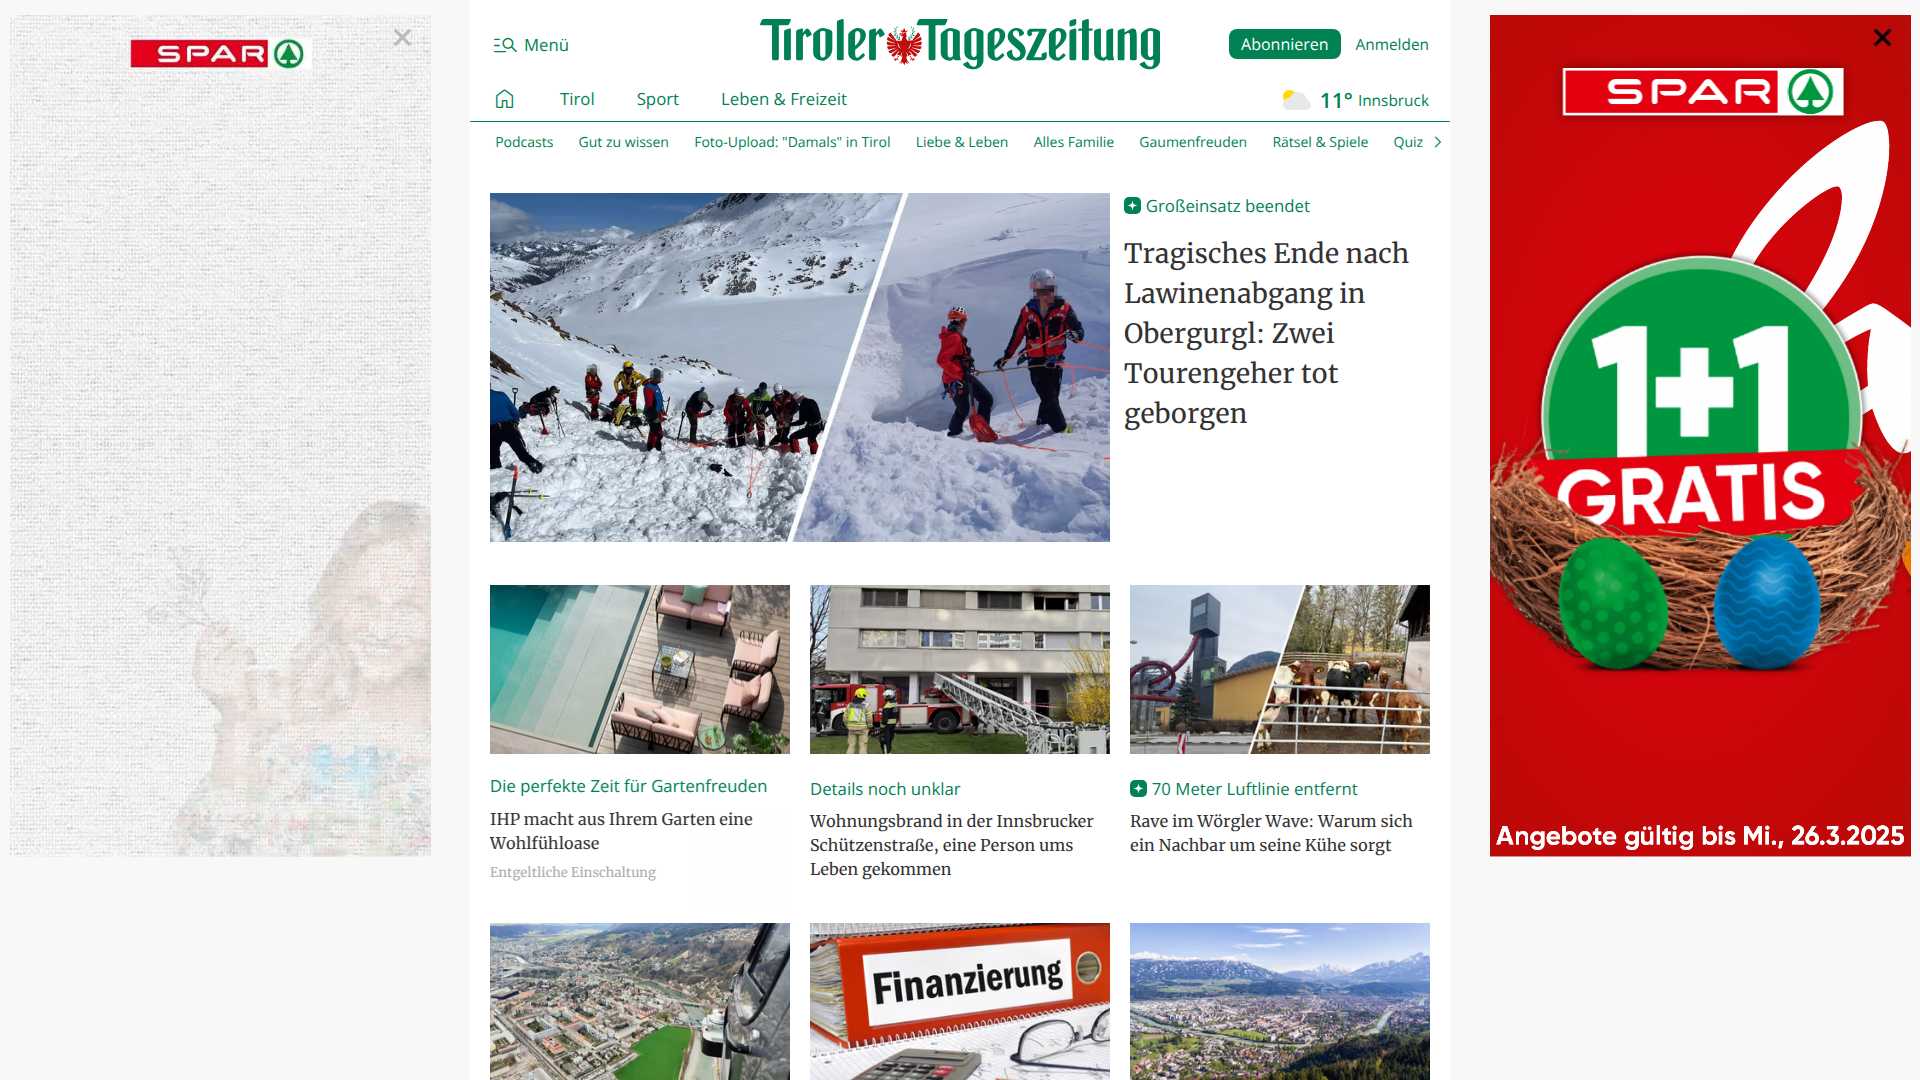 SPAR
Menü
Tiroler Tageszeitung
Abonnieren
Anmelden
Tirol
Sport
Leben & Freizeit
11° Innsbruck
Podcasts
Gut zu wissen
Foto-Upload: "Damals" in Tirol
Liebe & Leben
Alles Familie
Gaumenfreuden
Rätsel & Spiele
Quiz
Großeinsatz beendet
Tragisches Ende nach
Lawinenabgang in
Obergurgl: Zwei
Tourengeher tot
geborgen
Die perfekte Zeit für Gartenfreuden
IHP macht aus Ihrem Garten eine
Wohlfühloase
Entgeltliche Einschaltung
Details noch unklar
Wohnungsbrand in der Innsbrucker
Schützenstraße, eine Person ums
Leben gekommen
70 Meter Luftlinie entfernt
Rave im Wörgler Wave: Warum sich
ein Nachbar um seine Kühe sorgt
Finanzierung
SPAR
1+1
GRATIS
Angebote gültig bis Mi., 26.3.2025